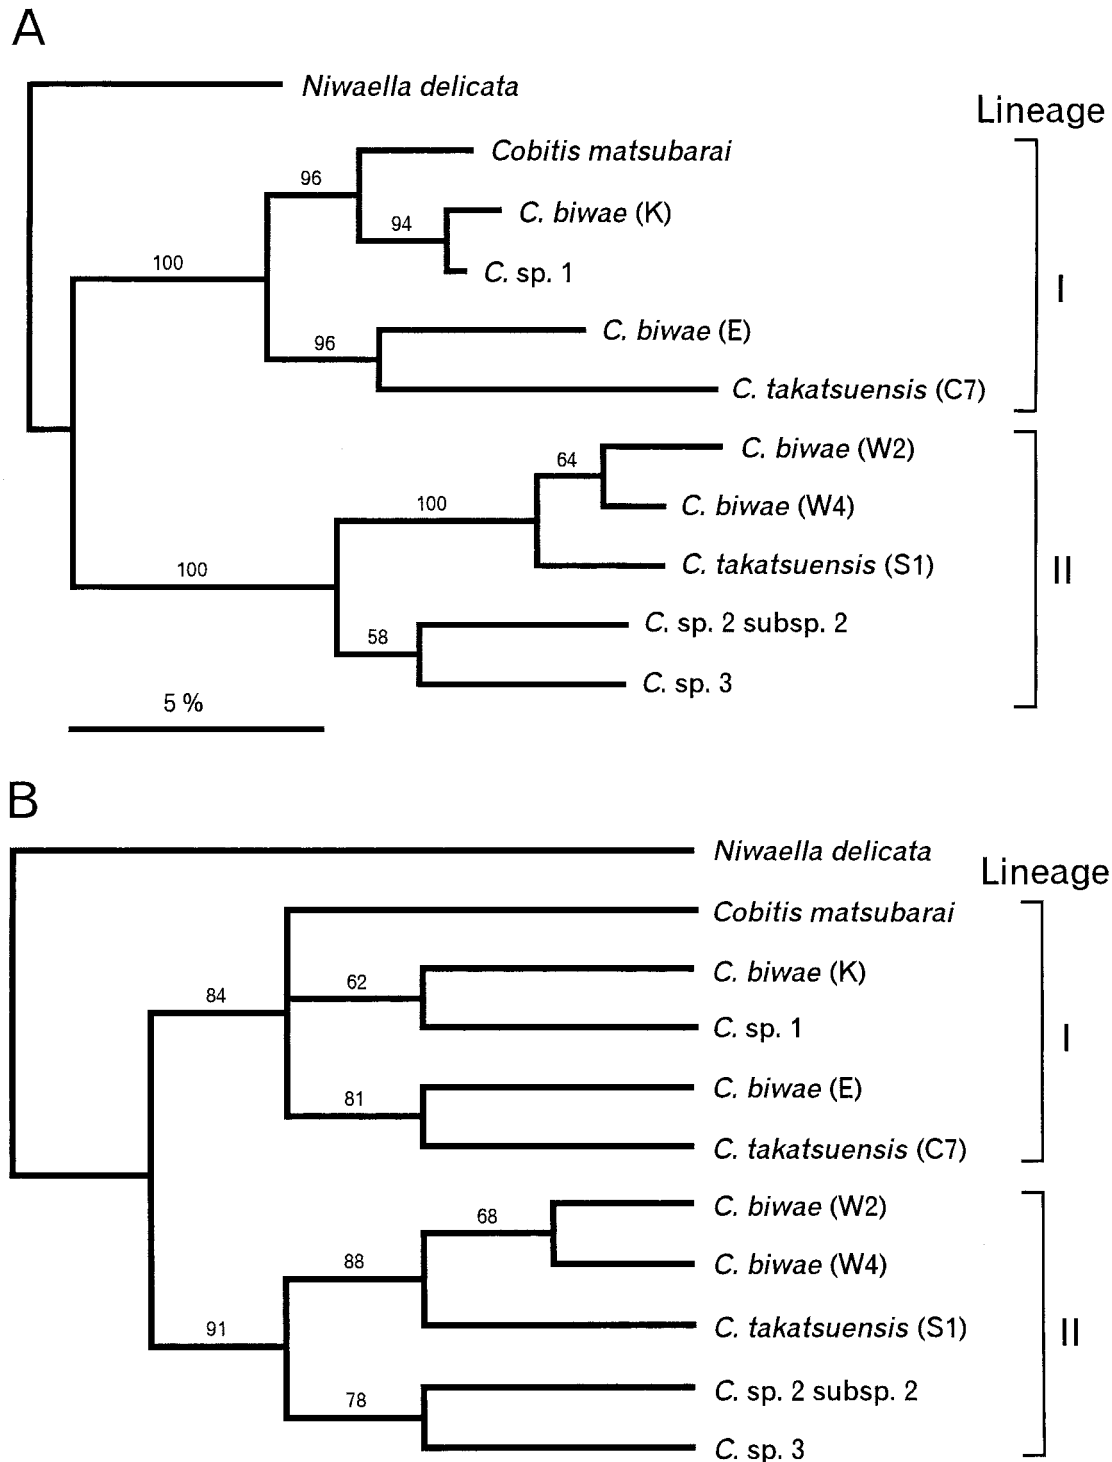 A
Niwaella delicata
Lineage
Cobitis matsubarai
96
C. biwae (K)
94
C. sp. 1
100
I
C. biwae (E)
96
C. takatsuensis (C7)
C. biwae (W2)
64
C. biwae (W4)
100
C. takatsuensis (S1)
II
100
C. sp. 2 subsp. 2
58
C. sp. 3
5 %
B
Niwaella delicata
Lineage
Cobitis matsubarai
C. biwae (K)
62
84
C. sp. 1
I
C. biwae (E)
81
C. takatsuensis (C7)
C. biwae (W2)
68
C. biwae (W4)
88
C. takatsuensis (S1)
II
91
C. sp. 2 subsp. 2
78
C. sp. 3